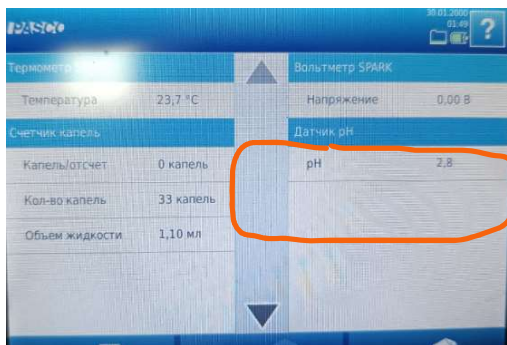 PASCO
30.01.2000
01:49
?
Термометр
Вольтметр SPARK
Температура 23,7 °C
Напряжение 0,00 В
Счетчик капель
Датчик pH
Капель/отсчет 0 капель
pH 2,8
Кол-во капель 33 капель
Объем жидкости 1,10 мл